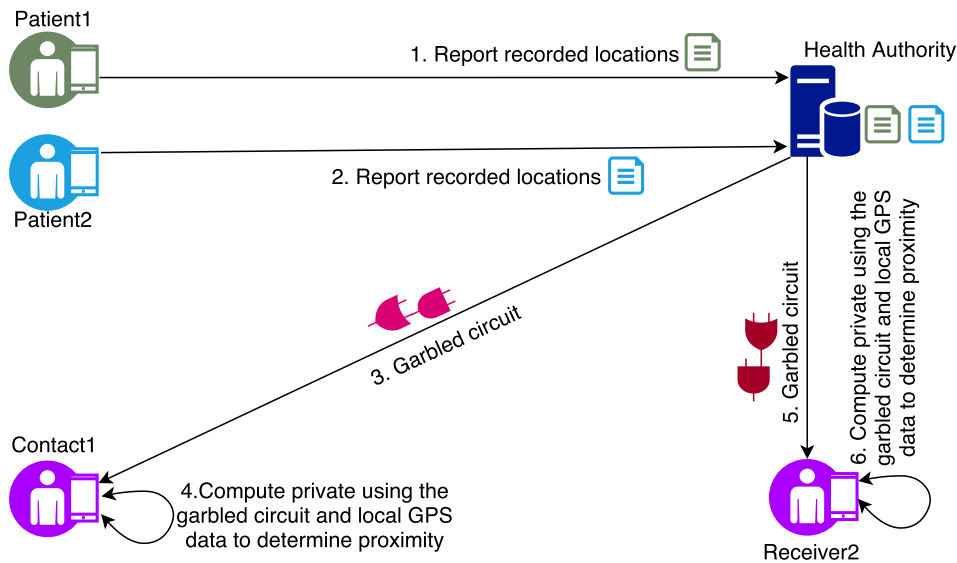 Patient1
1. Report recorded locations
Health Authority
2. Report recorded locations
Patient2
3. Garbled circuit
5. Garbled circuit
6. Compute private using the
garbled circuit and local GPS
data to determine proximity
Contact1
4.Compute private using the
garbled circuit and local GPS
data to determine proximity
Receiver2